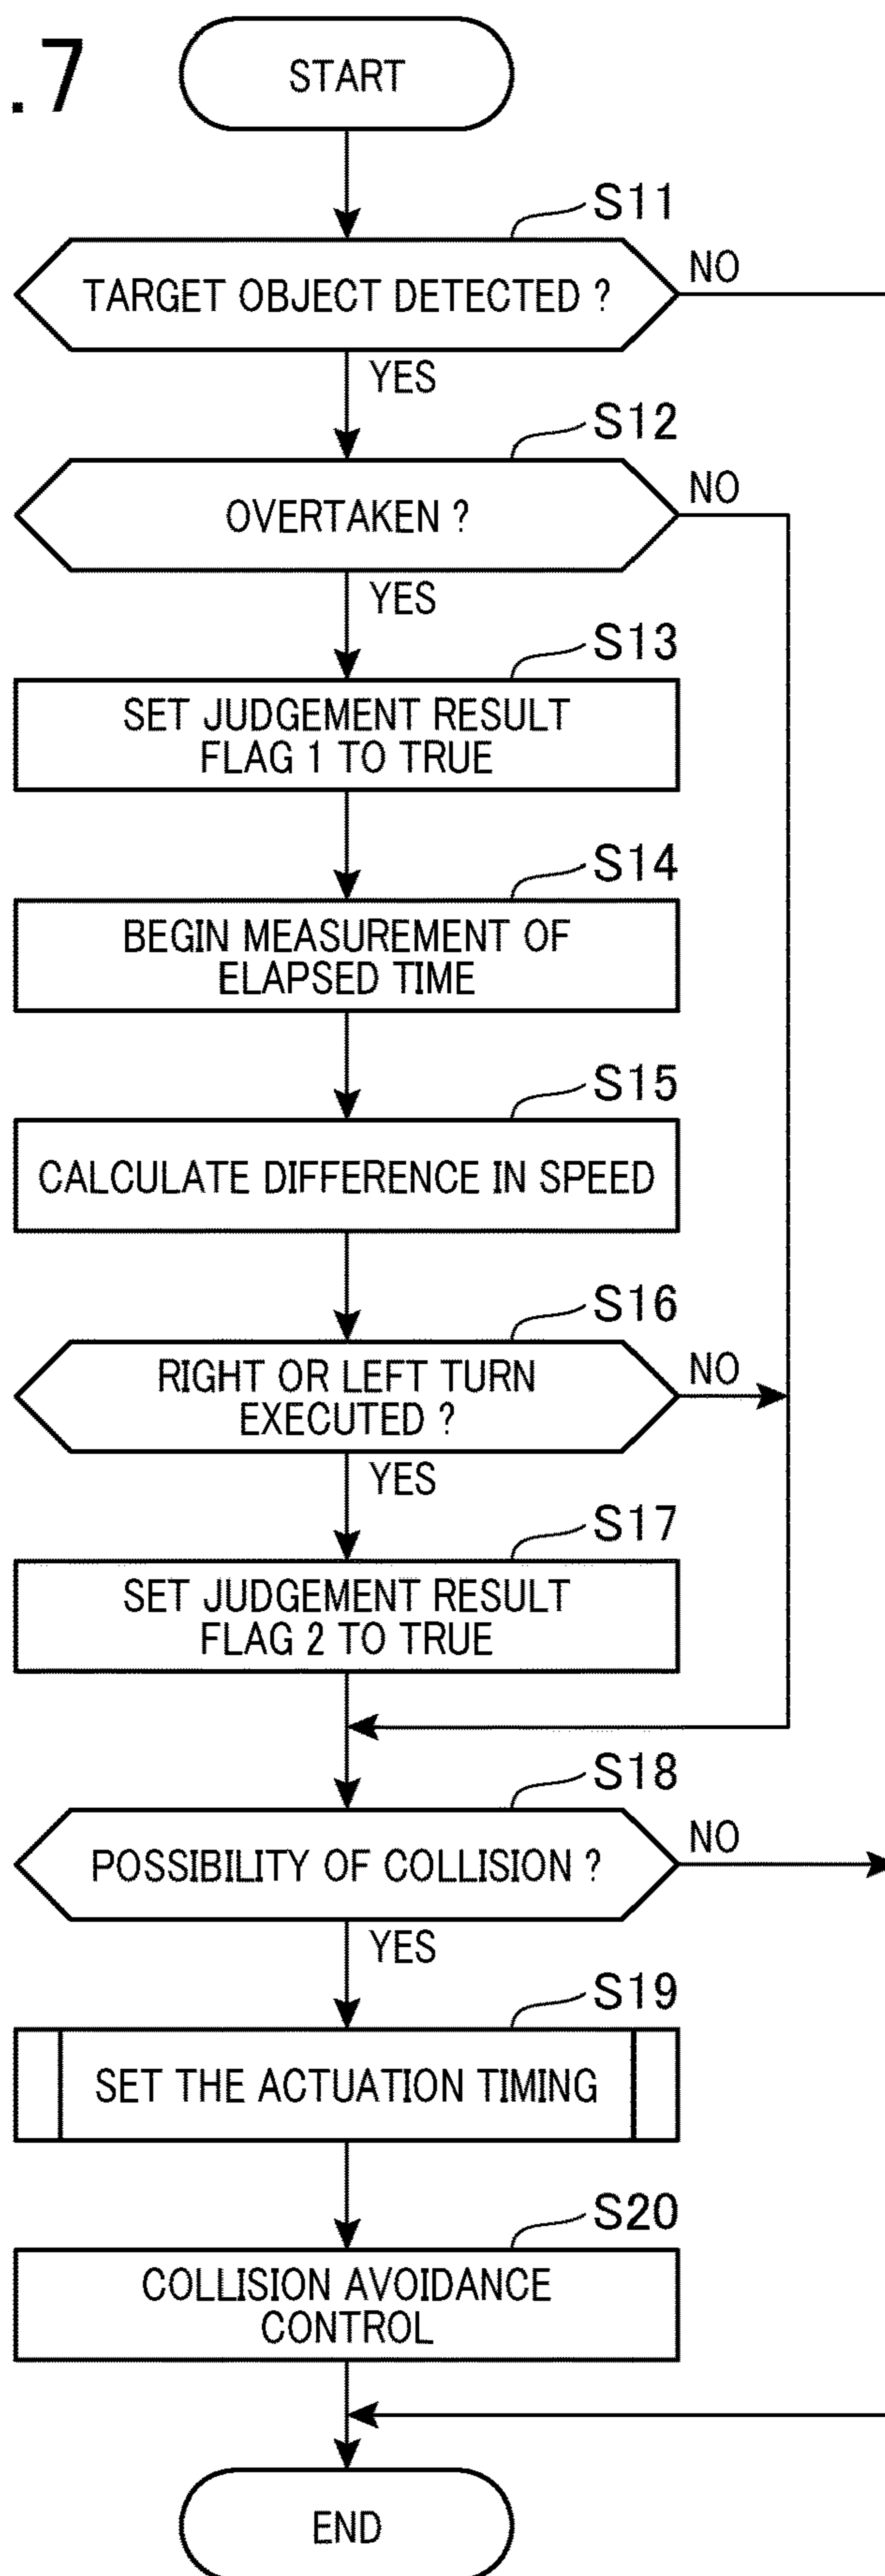 .7
START
S11
TARGET OBJECT DETECTED ?
NO
YES
S12
OVERTAKEN ?
NO
YES
S13
SET JUDGEMENT RESULT
FLAG 1 TO TRUE
S14
BEGIN MEASUREMENT OF
ELAPSED TIME
S15
CALCULATE DIFFERENCE IN SPEED
S16
RIGHT OR LEFT TURN
EXECUTED ?
NO
YES
S17
SET JUDGEMENT RESULT
FLAG 2 TO TRUE
S18
POSSIBILITY OF COLLISION ?
NO
YES
S19
SET THE ACTUATION TIMING
S20
COLLISION AVOIDANCE
CONTROL
END